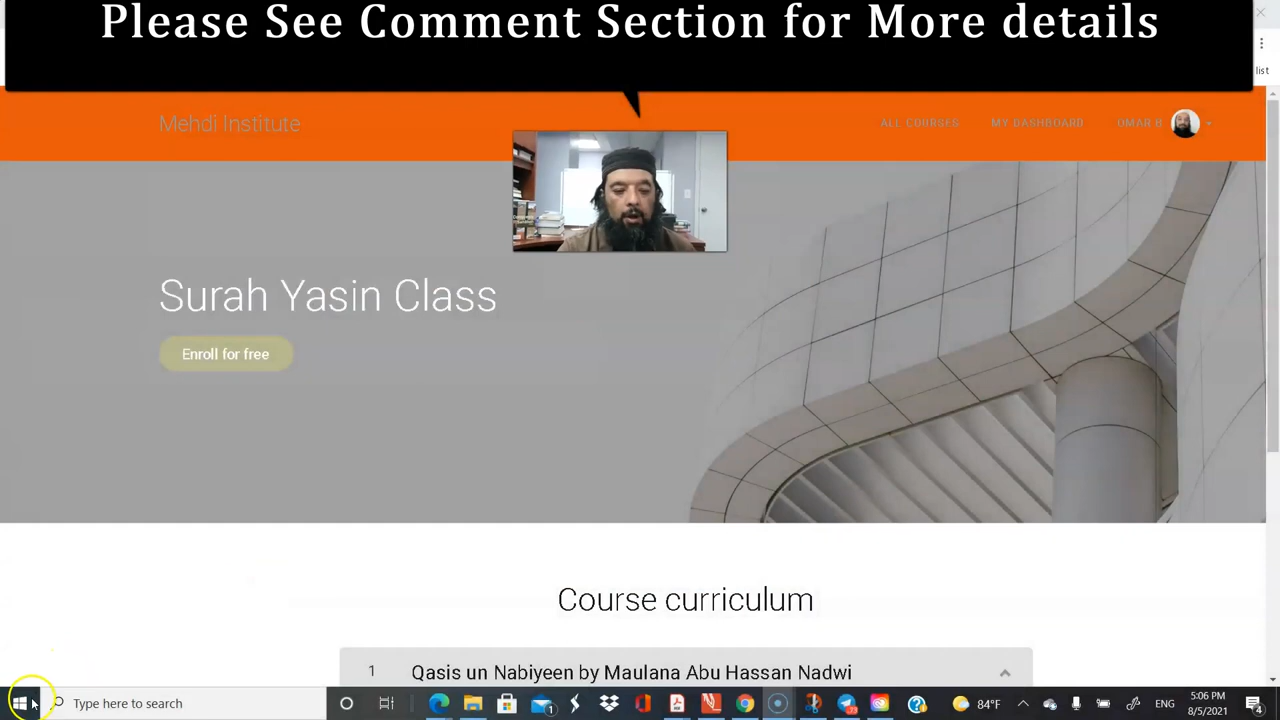 Please See Comment Section for More details
list
Mehdi Institute
ALL COURSES
MY DASHBOARD
OMAR B
Surah Yasin Class
Enroll for free
Course curriculum
1 Qasis un Nabiyeen by Maulana Abu Hassan Nadwi
Type here to search
84°F
ENG
5:06 PM
8/5/2021
4